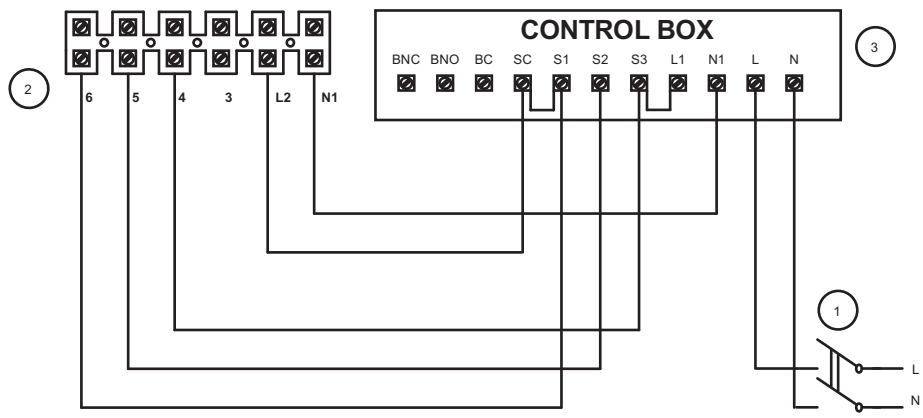 CONTROL BOX
3
BNC BNO BC SC S1 S2 S3 L1 N1 L N
2
6 5 4 3 L2 N1
1
L
N